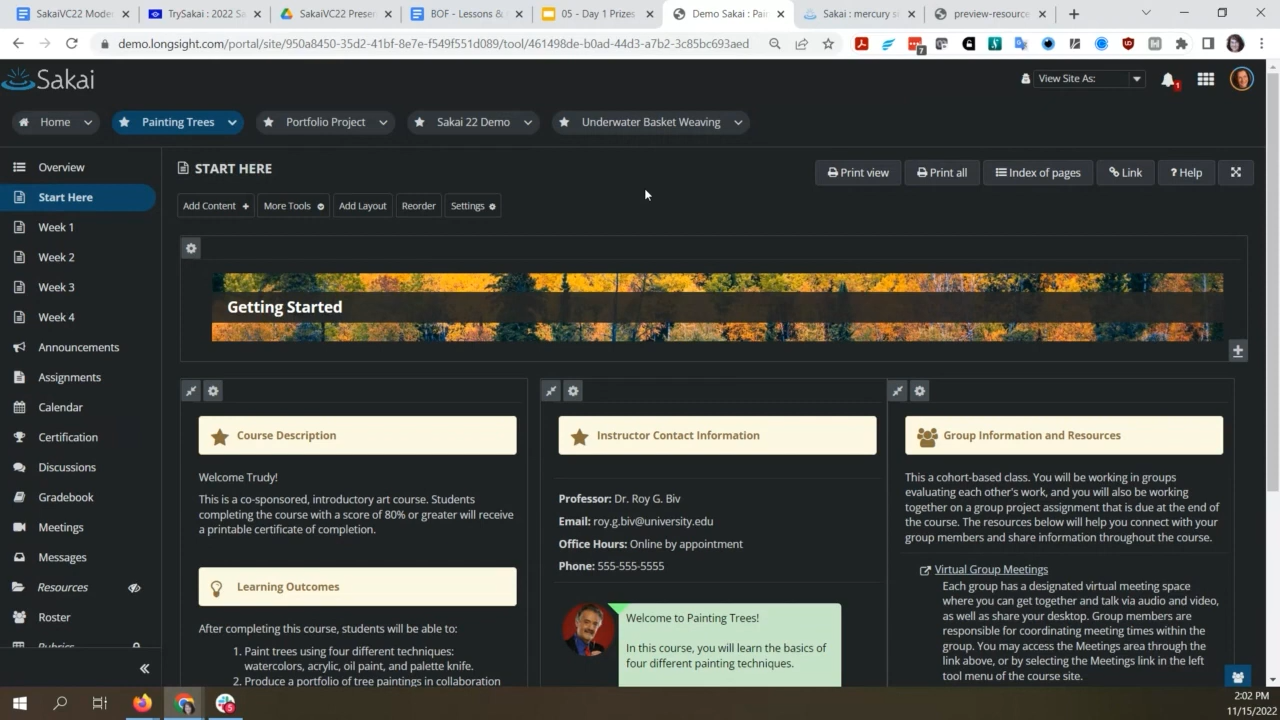 SakaiVC22 Mode
TrySakai : 2022 S
SakaiVC22 Preser
BOF - Lessons &
05 - Day 1 Prizes
Demo Sakai : Pai
Sakai : mercury si
preview-resource
demo.longsight.com/portal/site/950af450-35d2-41bf-8e7e-f549f551d089/tool/461498de-b0ad-44d3-a7b2-3c85bc693aed
7
Sakai
View Site As:
1
Home
Painting Trees
Portfolio Project
Sakai 22 Demo
Underwater Basket Weaving
Overview
Start Here
Week 1
Week 2
Week 3
Week 4
Announcements
Assignments
Calendar
Certification
Discussions
Gradebook
Meetings
Messages
Resources
Roster
Rubrics
START HERE
Print view
Print all
Index of pages
Link
? Help
Add Content +
More Tools
Add Layout
Reorder
Settings
Getting Started
Course Description
Welcome Trudy!
This is a co-sponsored, introductory art course. Students
completing the course with a score of 80% or greater will receive
a printable certificate of completion.
Learning Outcomes
After completing this course, students will be able to:
1. Paint trees using four different techniques:
watercolors, acrylic, oil paint, and palette knife.
2. Produce a portfolio of tree paintings in collaboration
Instructor Contact Information
Professor: Dr. Roy G. Biv
Email: roy.g.biv@university.edu
Office Hours: Online by appointment
Phone: 555-555-5555
Welcome to Painting Trees!
In this course, you will learn the basics of
four different painting techniques.
Group Information and Resources
This a cohort-based class. You will be working in groups
evaluating each other's work, and you will also be working
together on a group project assignment that is due at the end of
the course. The resources below will help you connect with your
group members and share information throughout the course.
Virtual Group Meetings
Each group has a designated virtual meeting space
where you can get together and talk via audio and video,
as well as share your desktop. Group members are
responsible for coordinating meeting times within the
group. You may access the Meetings area through the
link above, or by selecting the Meetings link in the left
tool menu of the course site.
2:02 PM
11/15/2022